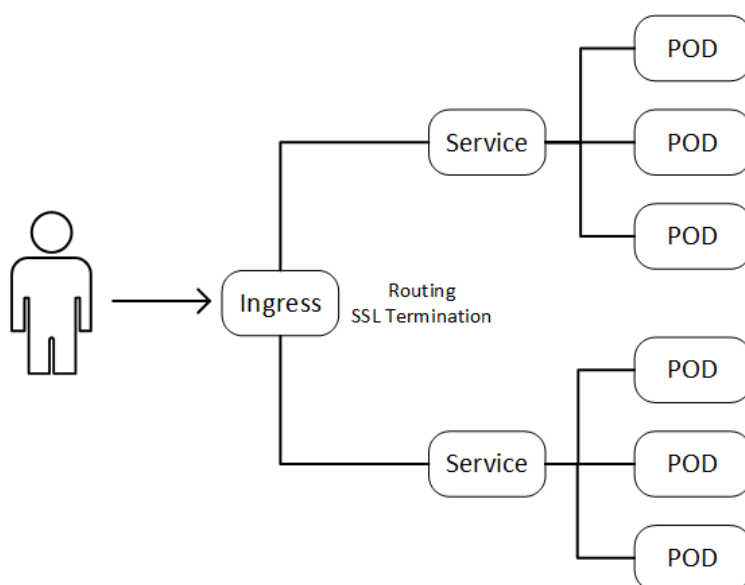 POD
Service
POD
POD
Ingress
Routing
SSL Termination
POD
Service
POD
POD